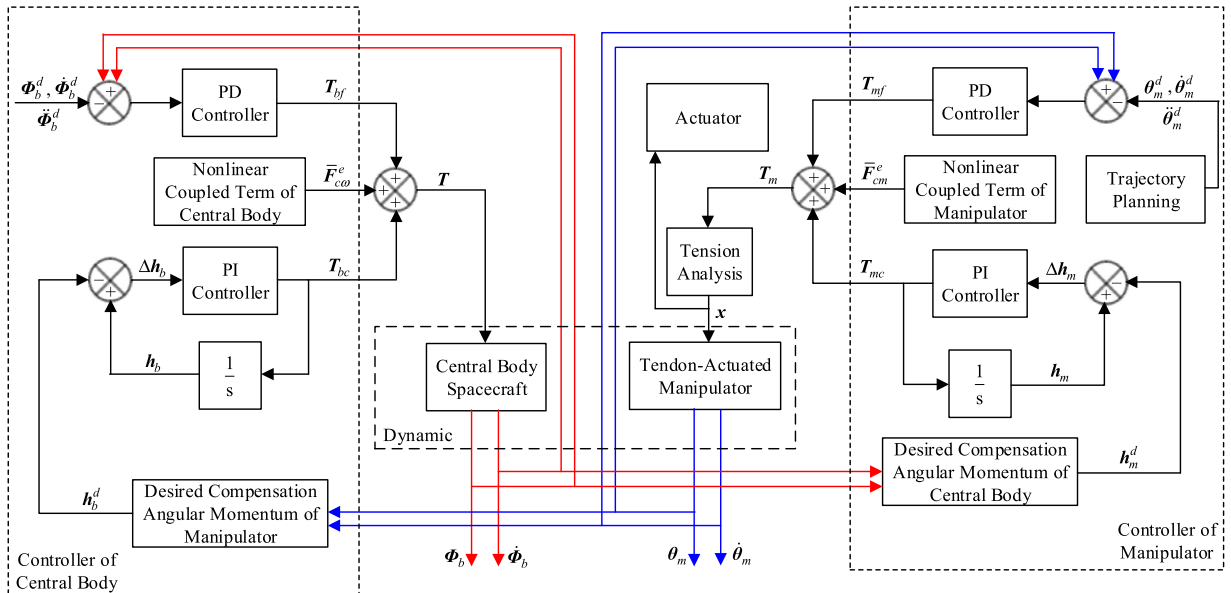 Φ_b^d , Φ̇_b^d
Φ̈_b^d
− +
PD
Controller
T_bf
Nonlinear
Coupled Term of
Central Body
F̄_cω^e
+ + +
T
− +
Δh_b
PI
Controller
T_bc
h_b
1
s
h_b^d
Desired Compensation
Angular Momentum of
Manipulator
Controller of
Central Body
Central Body
Spacecraft
Dynamic
Φ_b
Φ̇_b
Actuator
T_m
Tension
Analysis
x
Tendon-Actuated
Manipulator
θ_m
θ̇_m
T_mf
PD
Controller
+ −
θ_m^d , θ̇_m^d
θ̈_m^d
+ + +
F̄_cm^e
Nonlinear
Coupled Term of
Manipulator
Trajectory
Planning
T_mc
PI
Controller
Δh_m
− +
1
s
h_m
Desired Compensation
Angular Momentum of
Central Body
h_m^d
Controller of
Manipulator